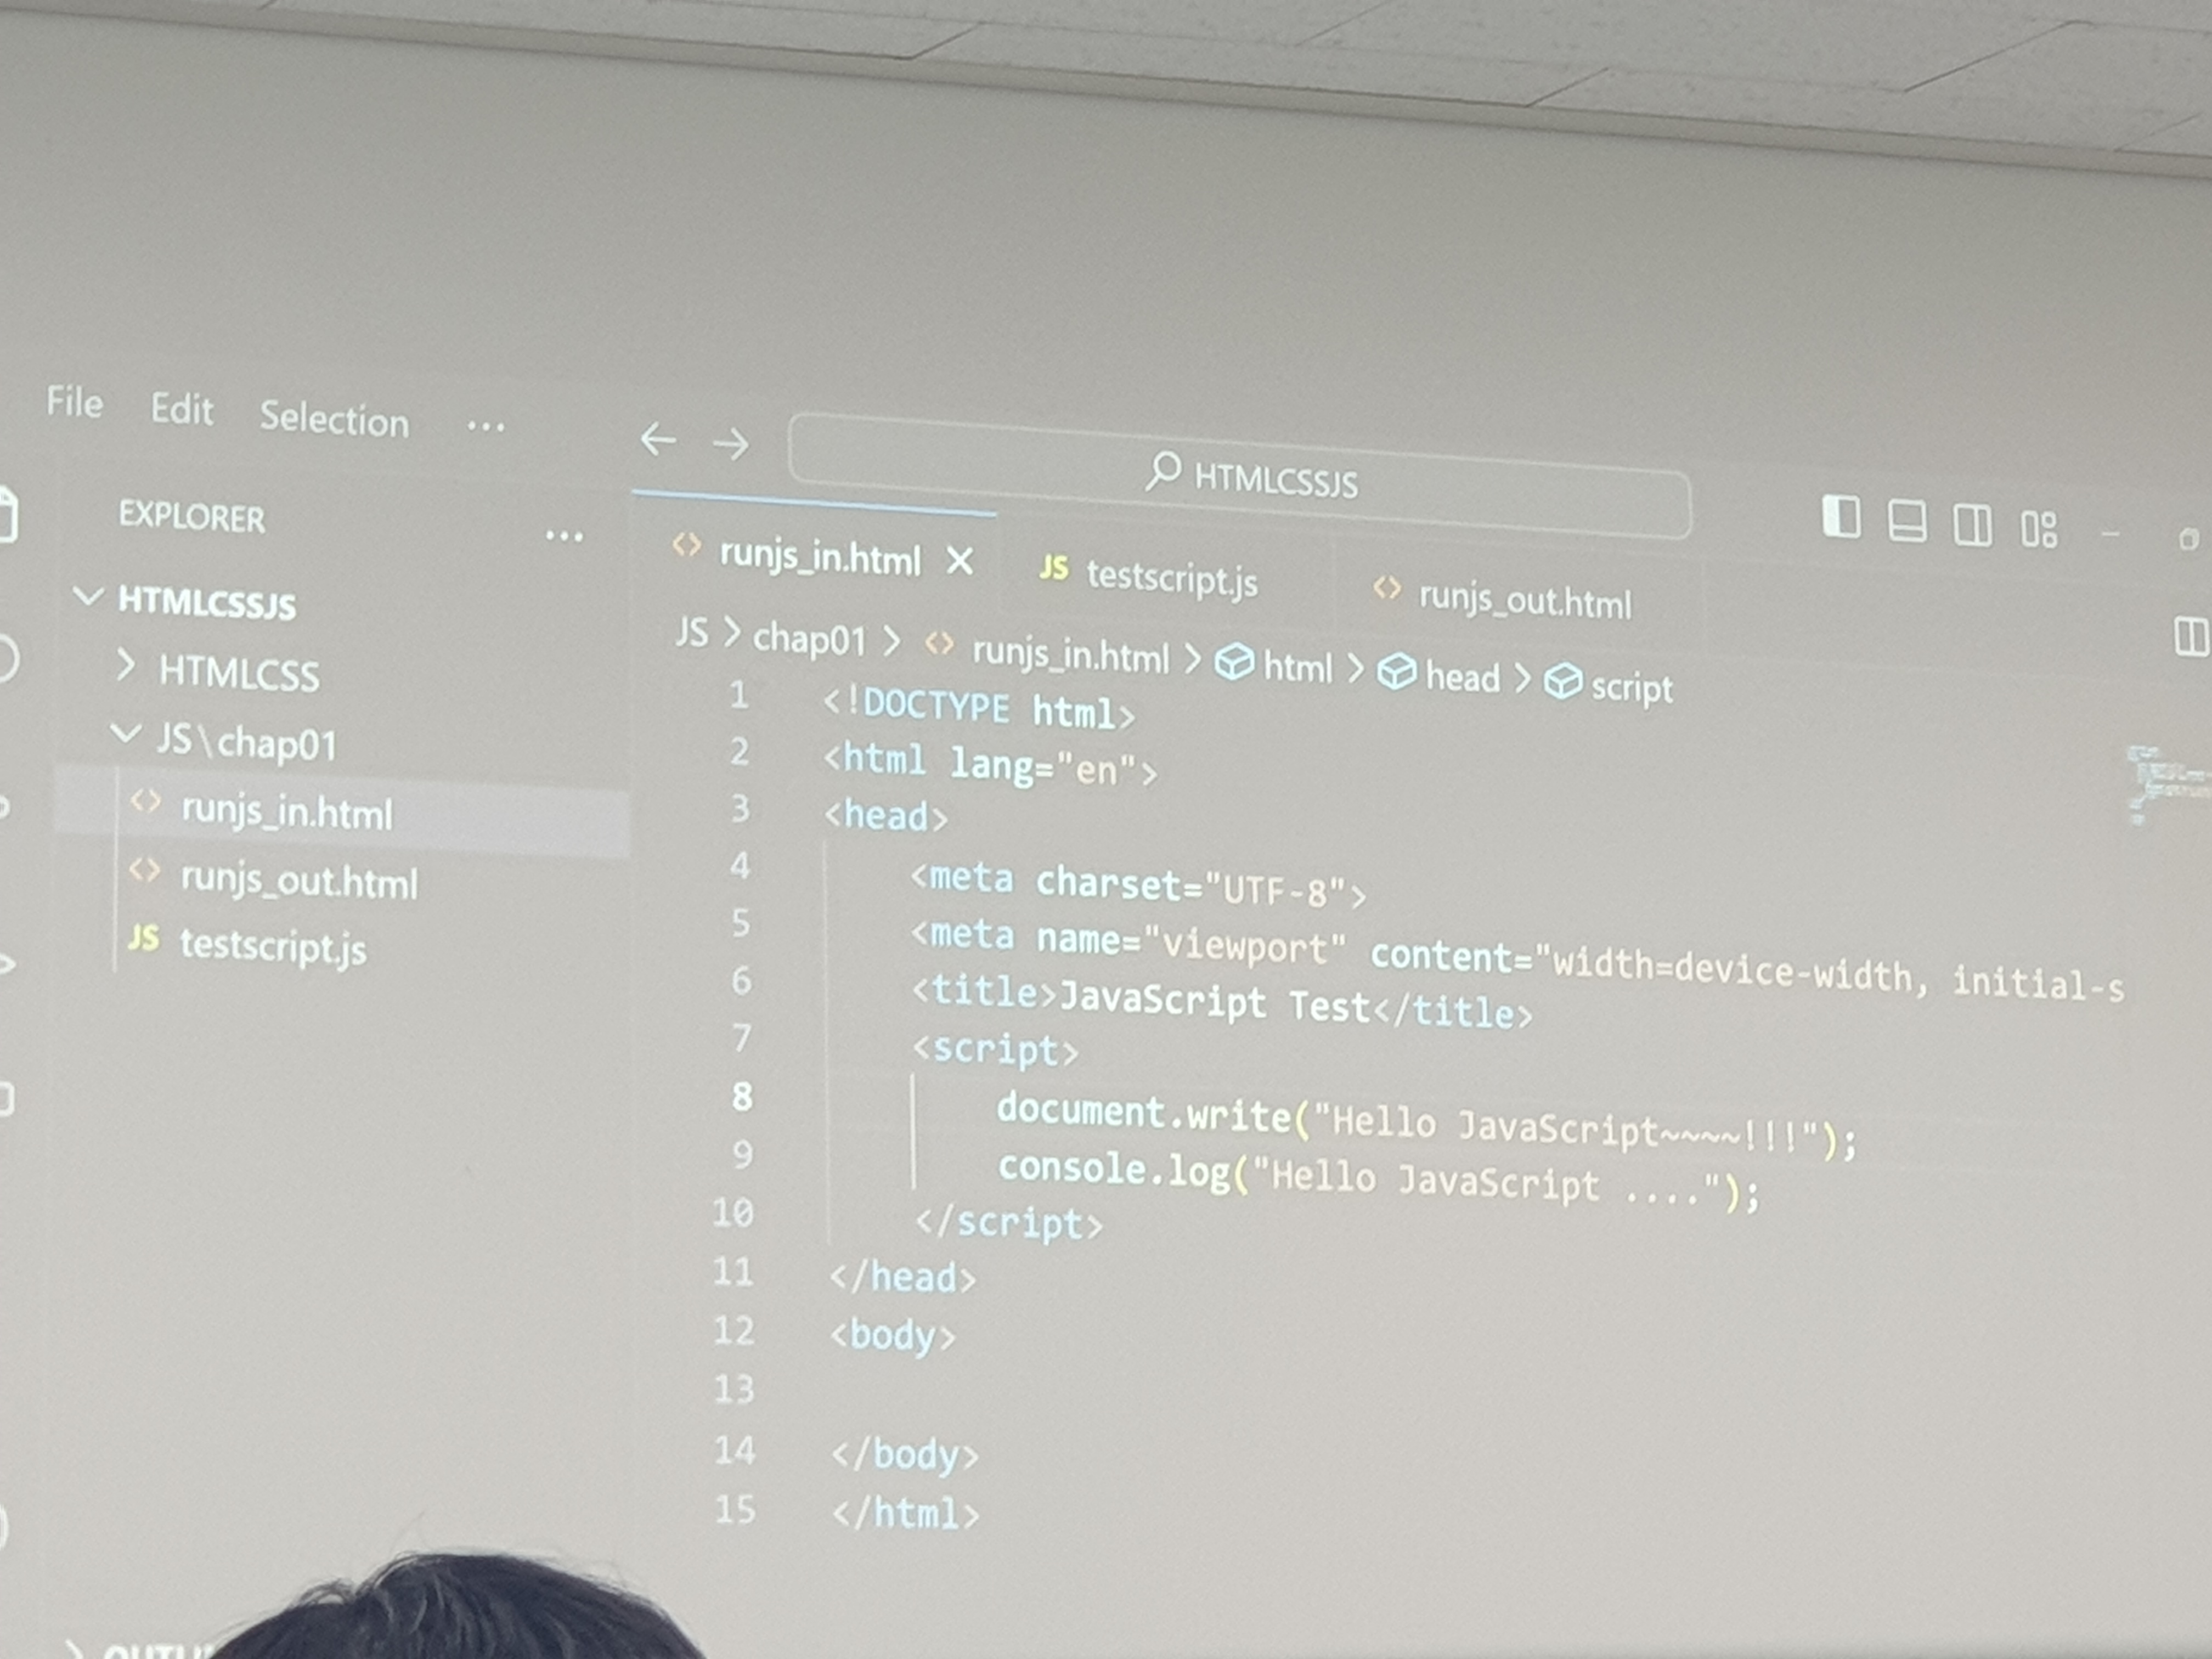 File Edit Selection ...
HTMLCSSJS
EXPLORER ...
HTMLCSSJS
HTMLCSS
JS\chap01
runjs_in.html
runjs_out.html
JS testscript.js
runjs_in.html
JS testscript.js
runjs_out.html
JS > chap01 > runjs_in.html > html > head > script
1 <!DOCTYPE html>
2 <html lang="en">
3 <head>
4 <meta charset="UTF-8">
5 <meta name="viewport" content="width=device-width, initial-s
6 <title>JavaScript Test</title>
7 <script>
8 document.write("Hello JavaScript~~~~!!!");
9 console.log("Hello JavaScript ....");
10 </script>
11 </head>
12 <body>
13
14 </body>
15 </html>